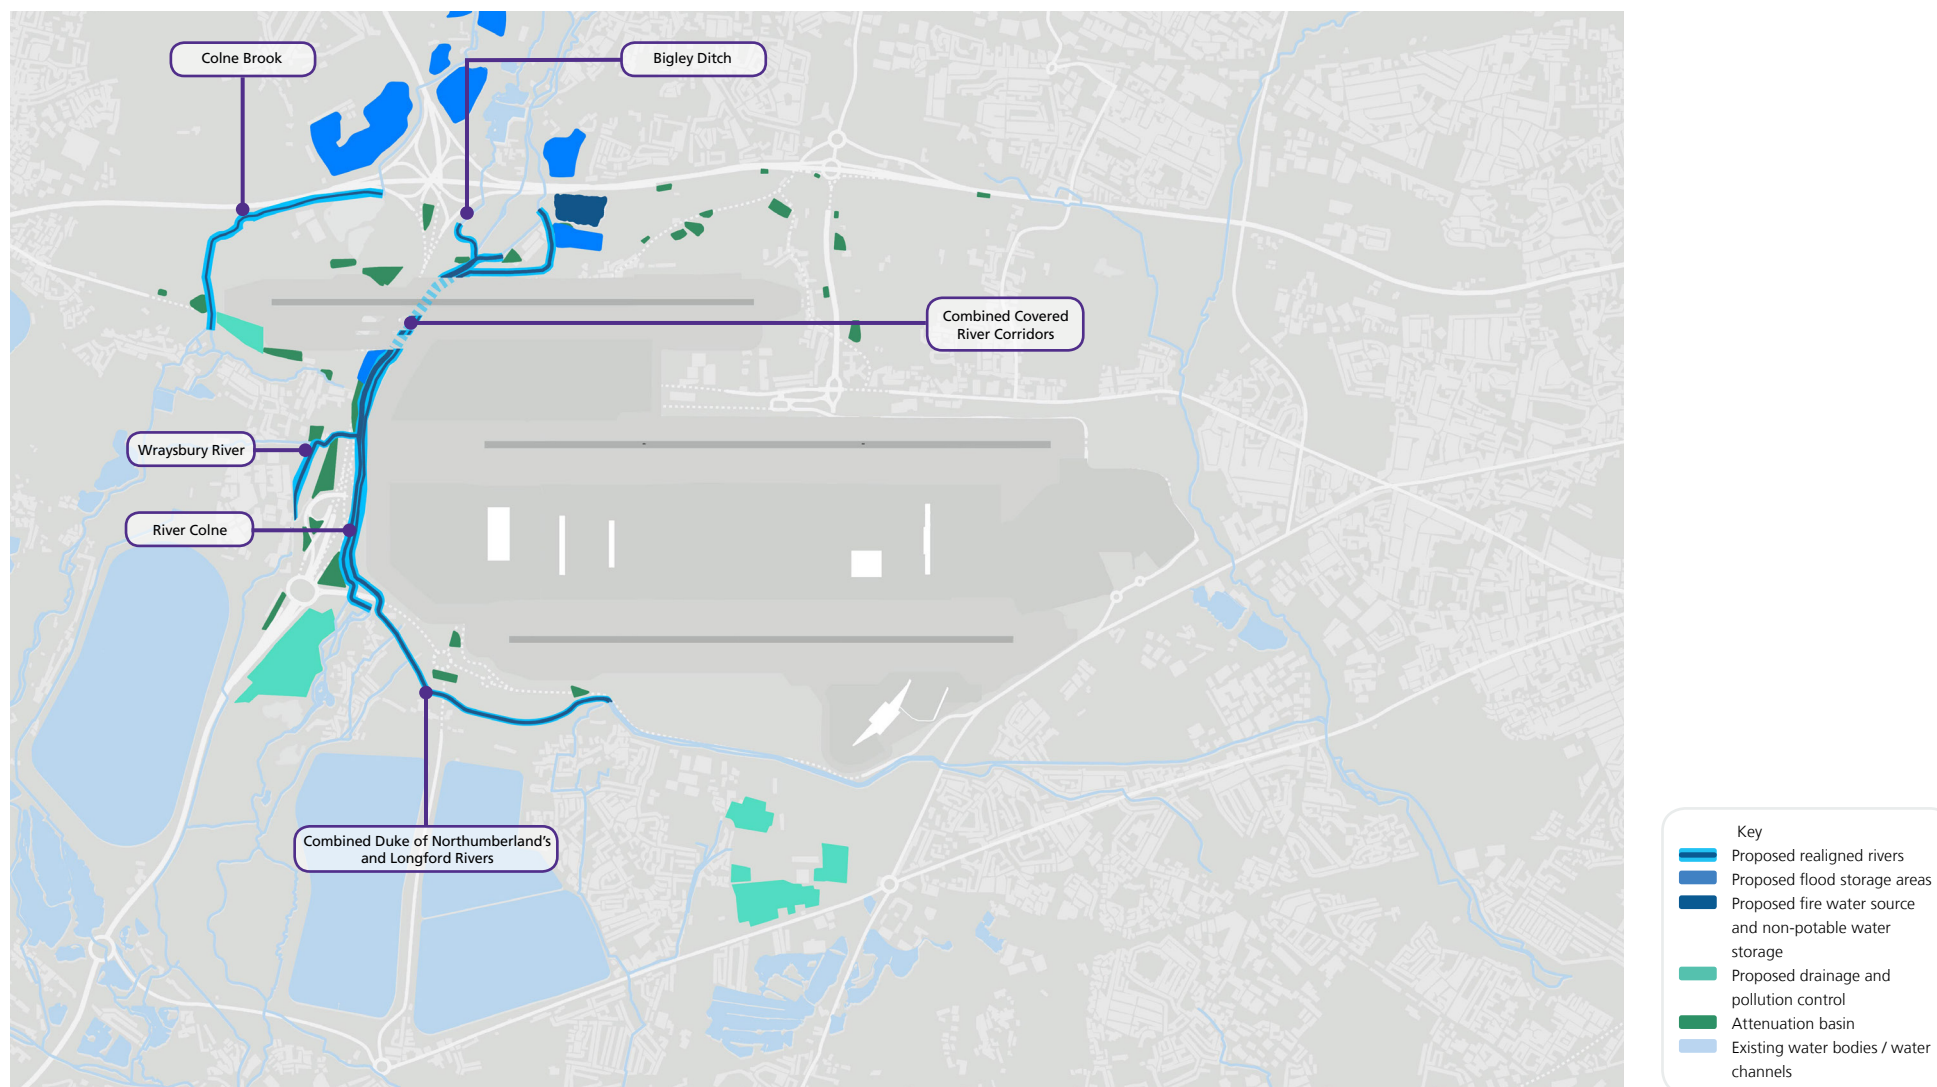 Colne Brook
Bigley Ditch
Combined Covered
River Corridors
Wraysbury River
River Colne
Combined Duke of Northumberland’s
and Longford Rivers
Key
Proposed realigned rivers
Proposed flood storage areas
Proposed fire water source
and non-potable water
storage
Proposed drainage and
pollution control
Attenuation basin
Existing water bodies / water
channels